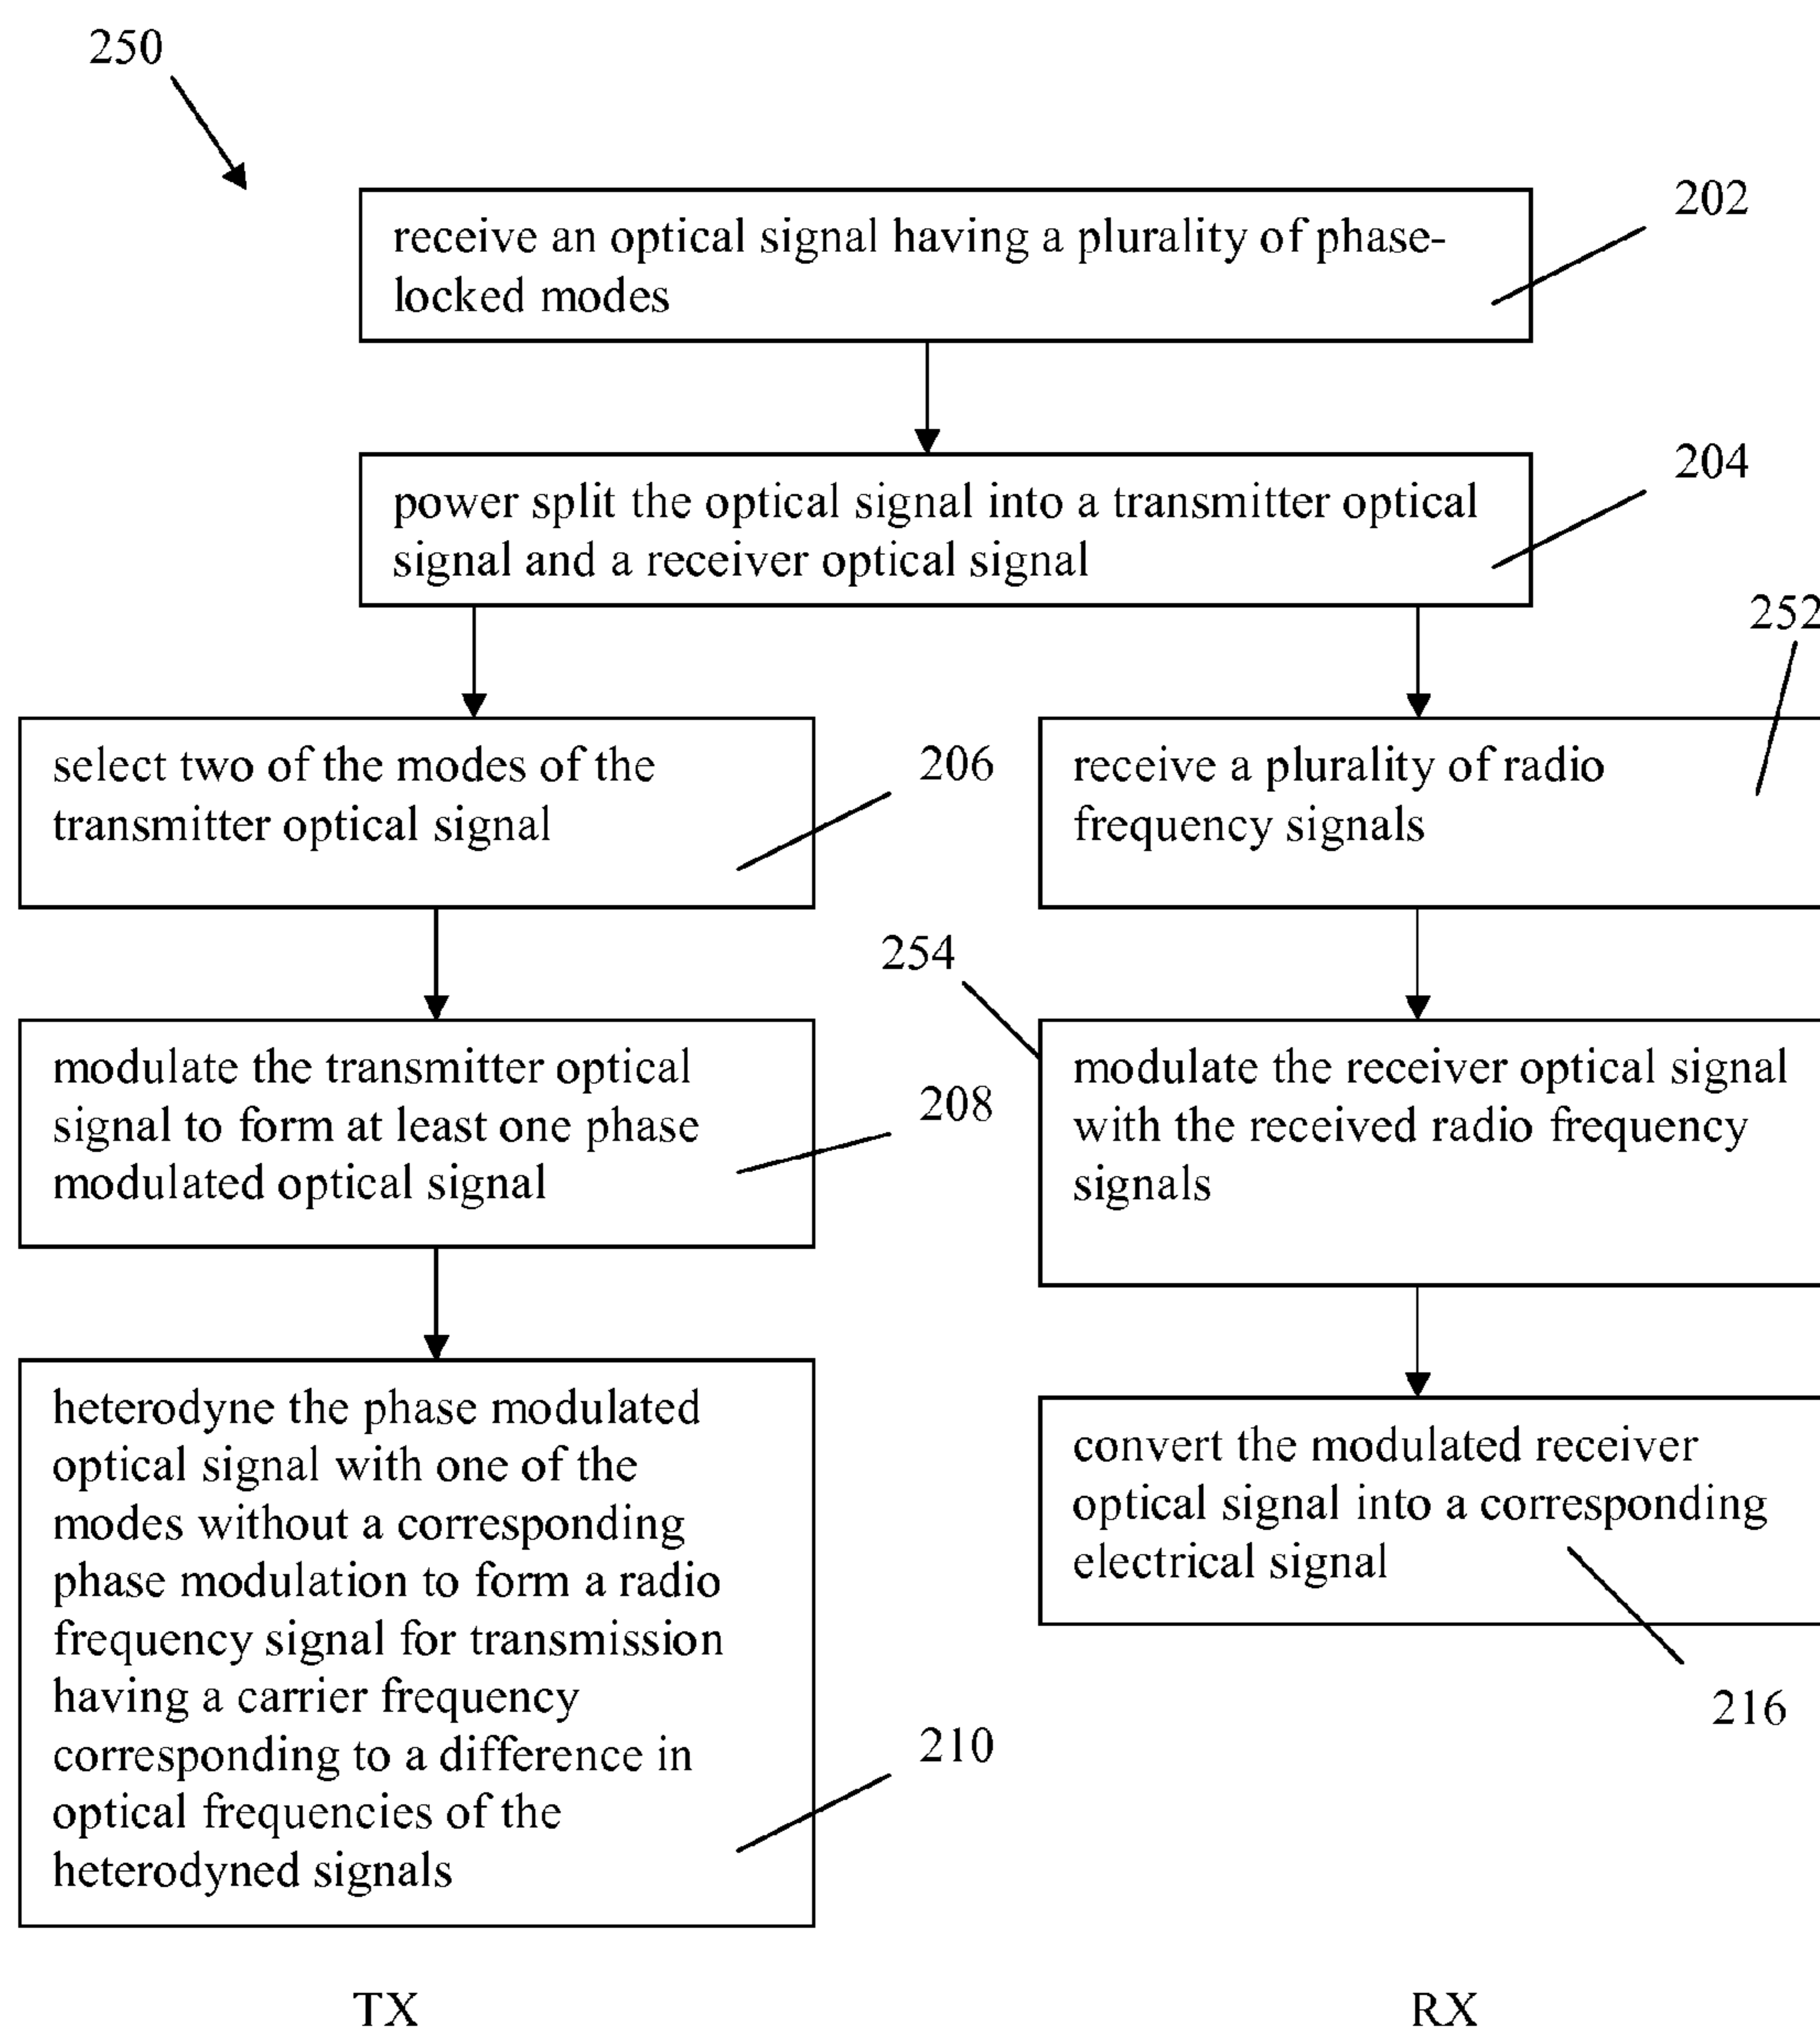 250
202
receive an optical signal having a plurality of phase-
locked modes
204
power split the optical signal into a transmitter optical
signal and a receiver optical signal
252
select two of the modes of the
transmitter optical signal
206
receive a plurality of radio
frequency signals
254
modulate the transmitter optical
signal to form at least one phase
modulated optical signal
208
modulate the receiver optical signal
with the received radio frequency
signals
heterodyne the phase modulated
optical signal with one of the
modes without a corresponding
phase modulation to form a radio
frequency signal for transmission
having a carrier frequency
corresponding to a difference in
optical frequencies of the
heterodyned signals
210
convert the modulated receiver
optical signal into a corresponding
electrical signal
216
TX
RX